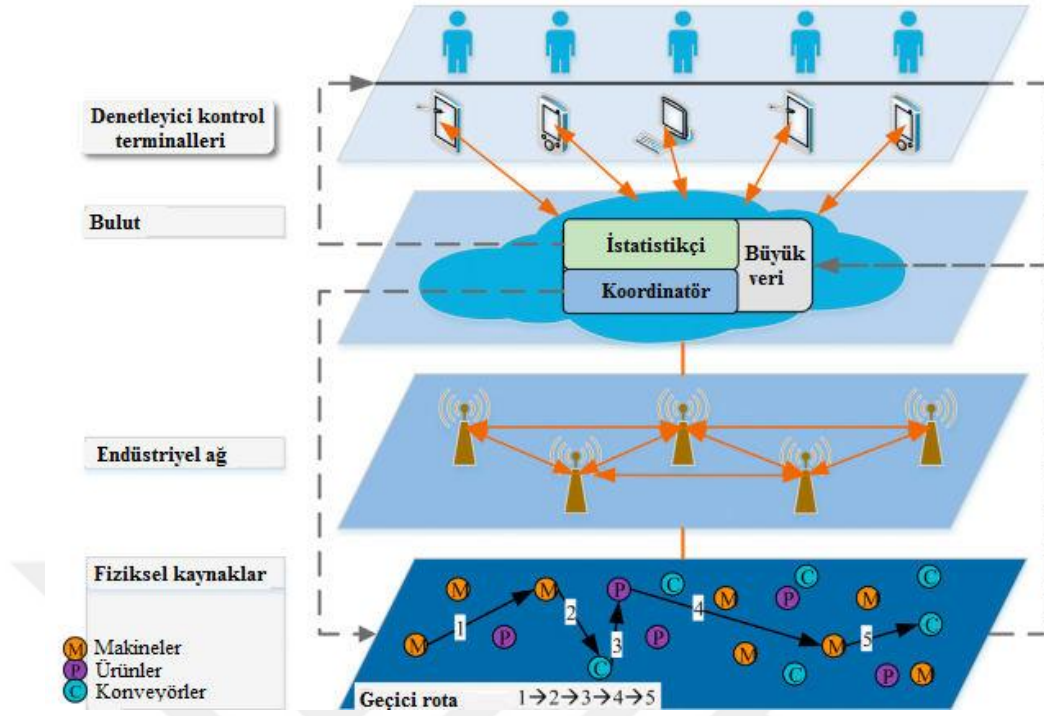 Denetleyici kontrol
terminalleri
Bulut
İstatistikçi
Koordinatör
Büyük
veri
Endüstriyel ağ
Fiziksel kaynaklar
M Makineler
P Ürünler
C Konveyörler
M
M
P
C
M
P
C
M
C
1
2
3
4
5
M
P
C
P
M
M
C
C
P
M
Geçici rota 1→2→3→4→5